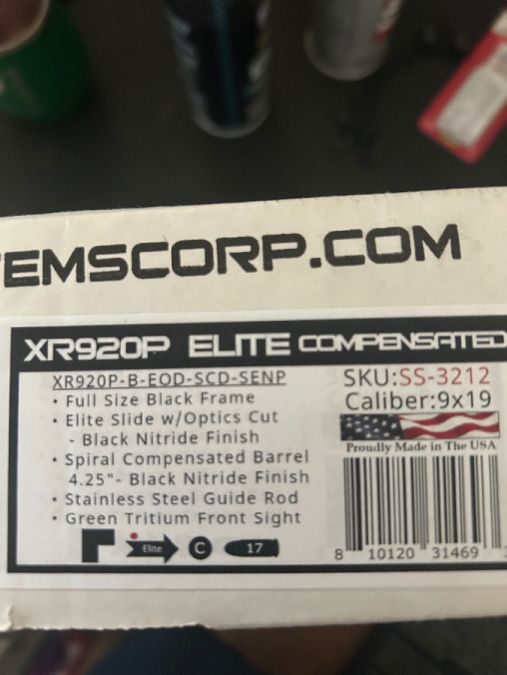 EMSCORP.COM
XR920P ELITE COMPENSATED
XR920P-B-EOD-SCD-SENP
• Full Size Black Frame
• Elite Slide w/Optics Cut
- Black Nitride Finish
• Spiral Compensated Barrel
4.25"- Black Nitride Finish
• Stainless Steel Guide Rod
• Green Tritium Front Sight
Elite C 17
SKU:SS-3212
Caliber:9x19
Proudly Made in The USA
8 10120 31469